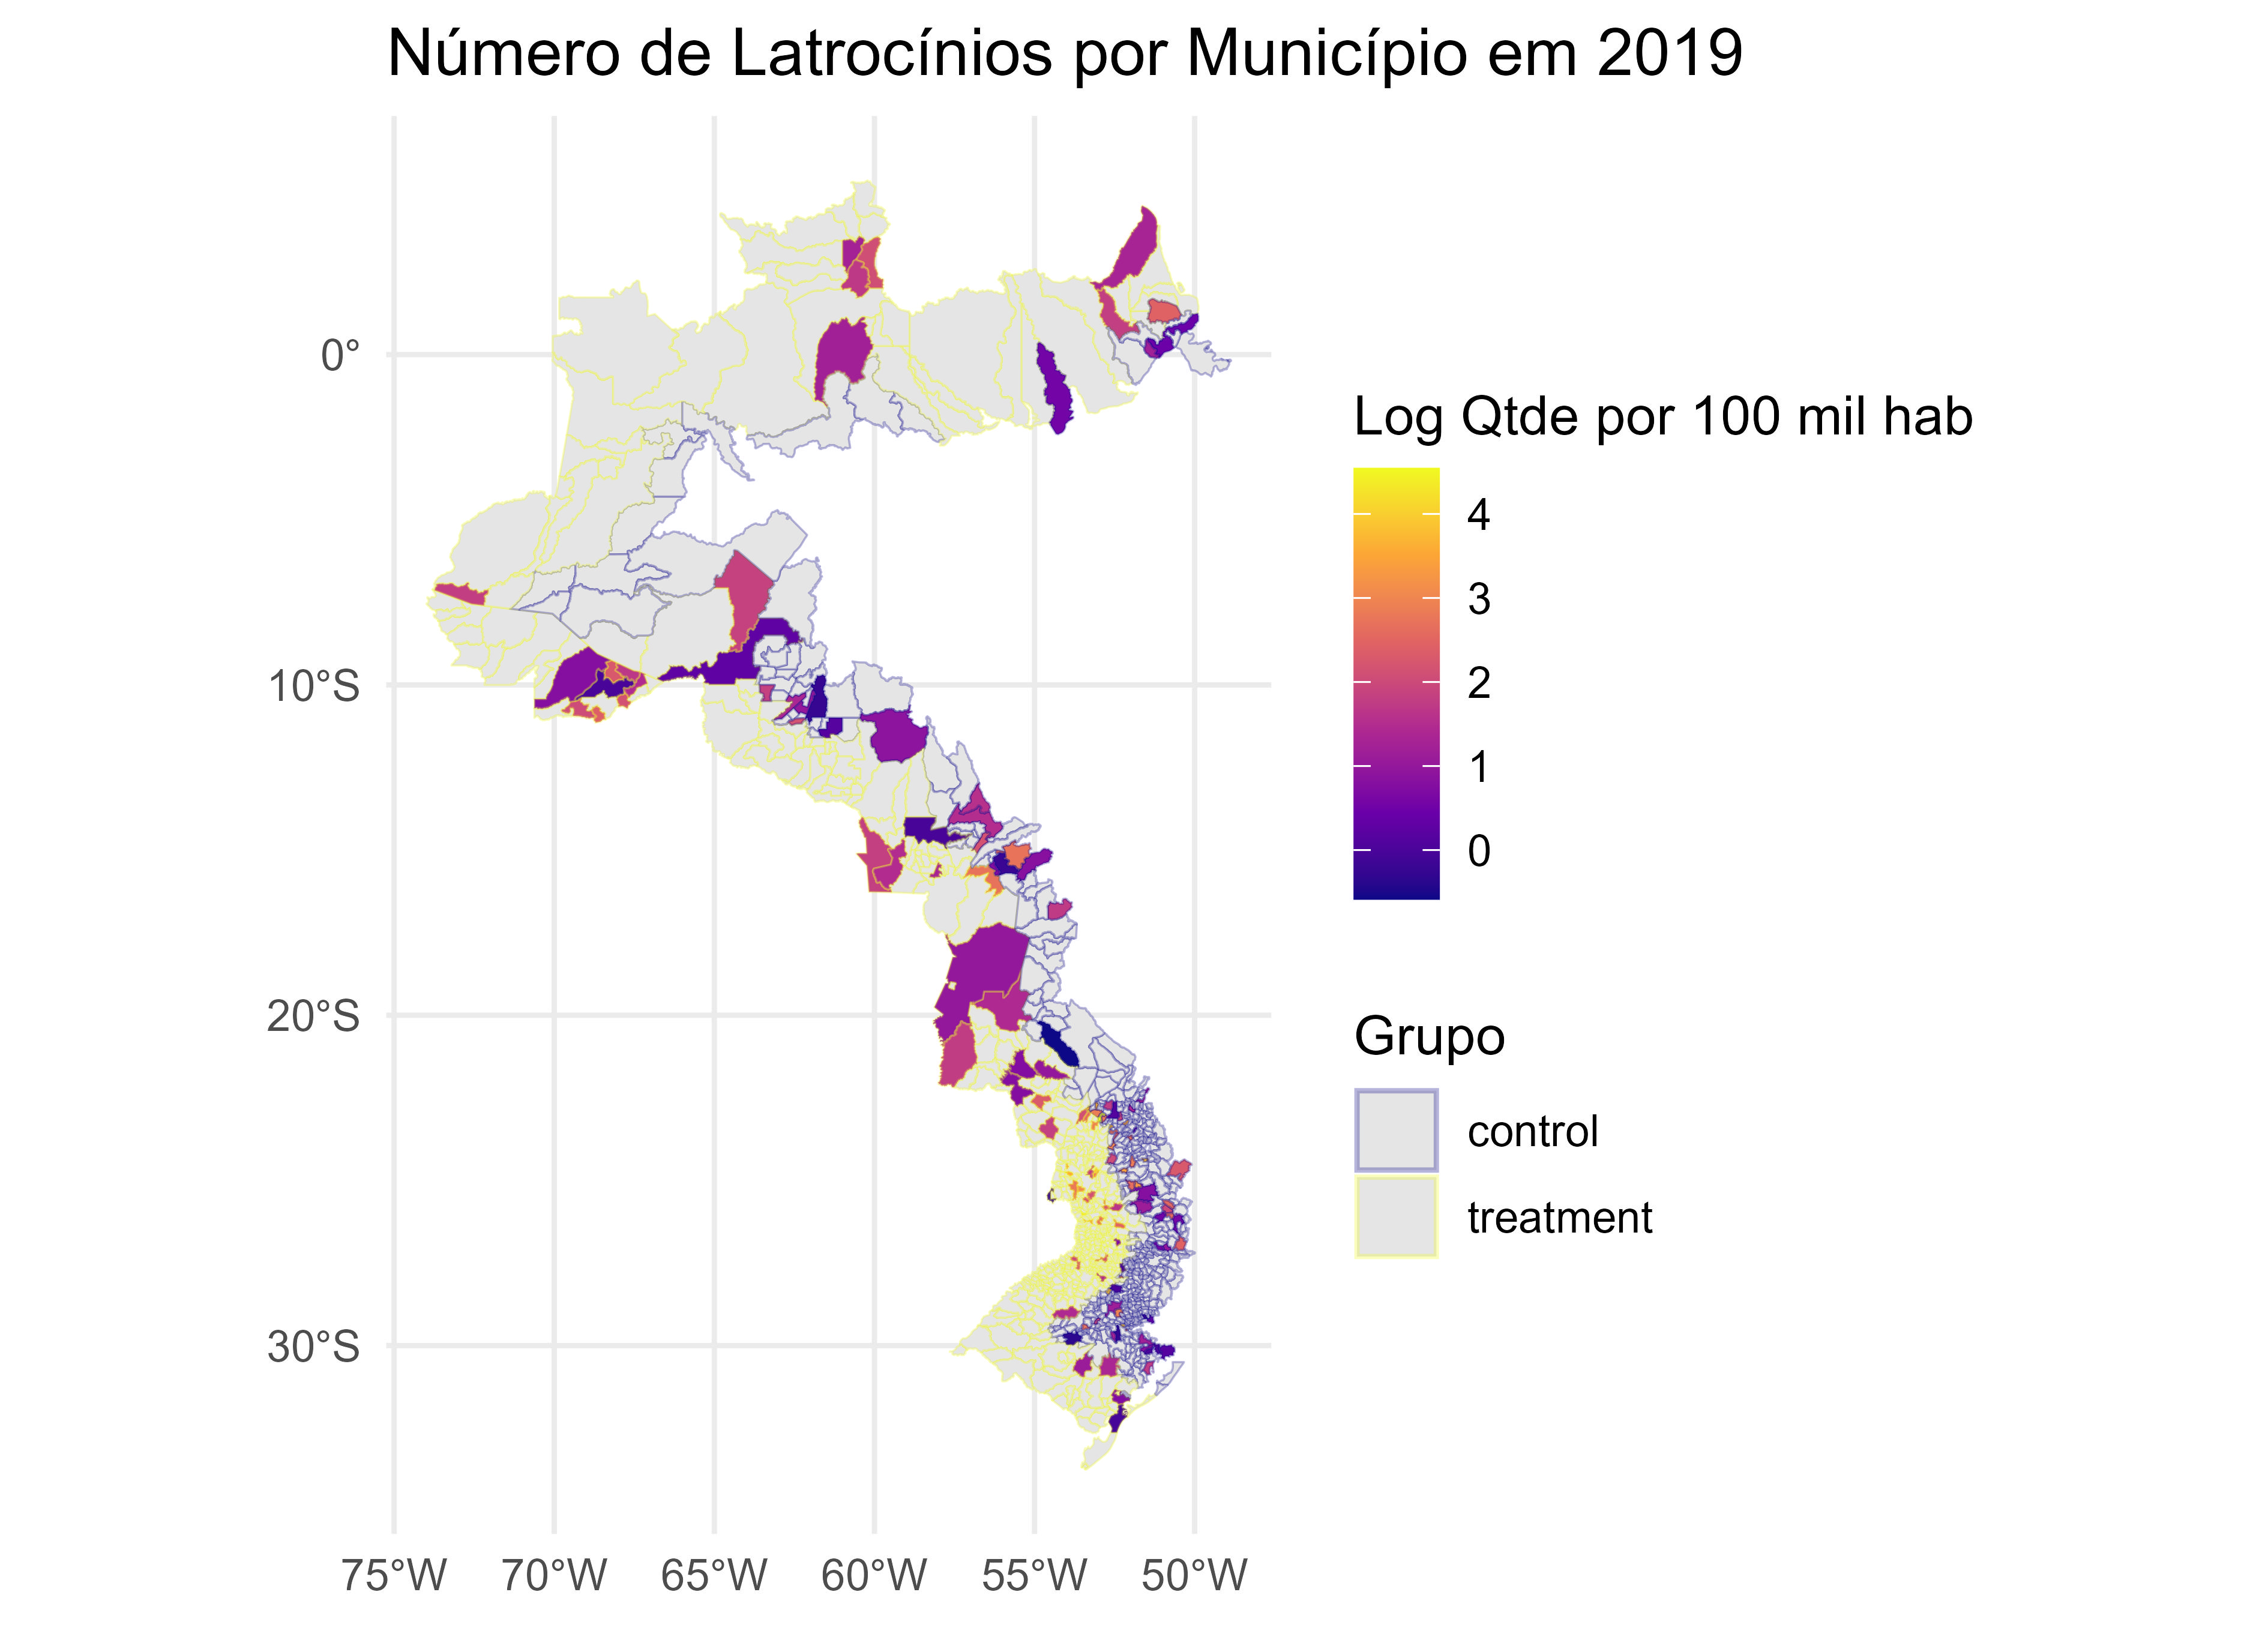 Número de Latrocínios por Município em 2019
0°
10°S
20°S
30°S
75°W 70°W 65°W 60°W 55°W 50°W
Log Qtde por 100 mil hab
4
3
2
1
0
Grupo
control
treatment